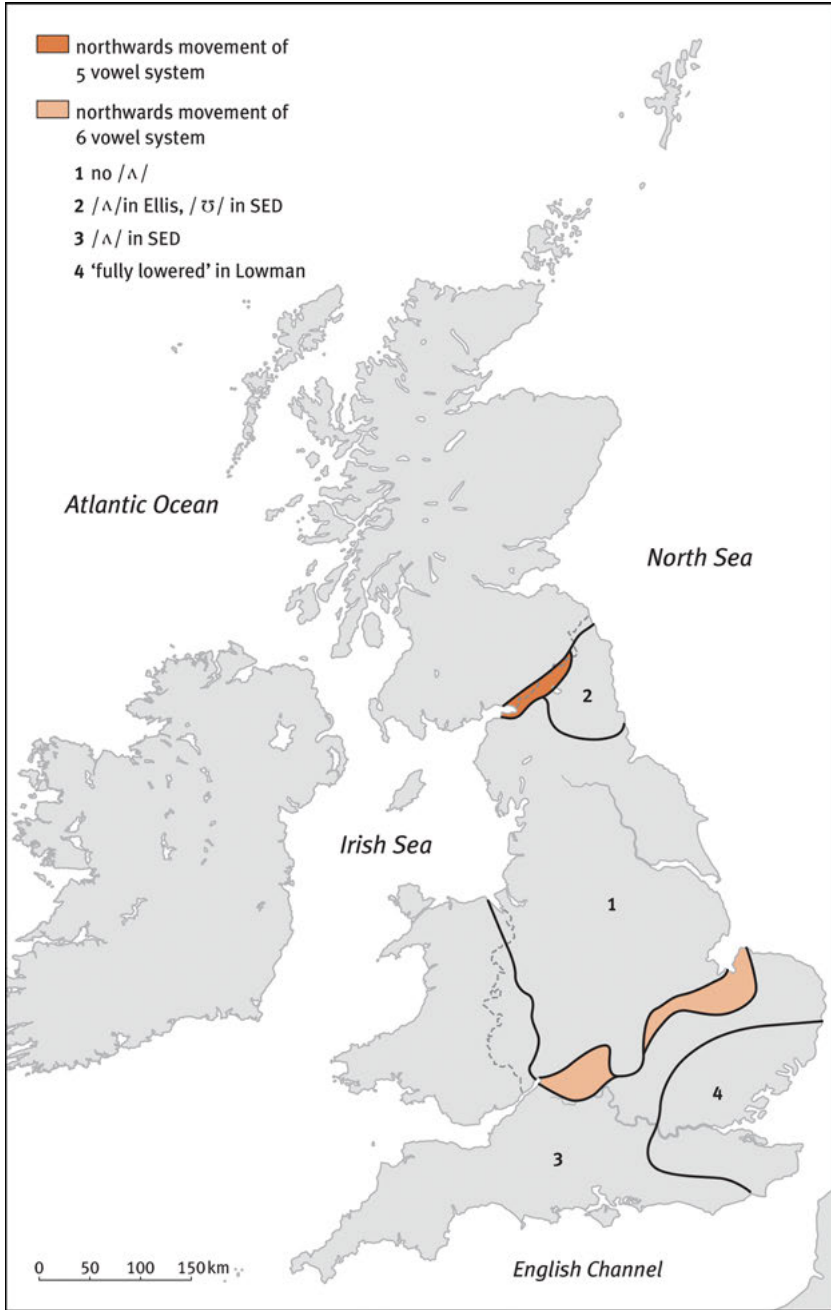 northwards movement of
5 vowel system
northwards movement of
6 vowel system
1 no /ʌ/
2 /ʌ/in Ellis, /ʊ/ in SED
3 /ʌ/ in SED
4 ‘fully lowered’ in Lowman
Atlantic Ocean
North Sea
2
Irish Sea
1
4
3
0 50 100 150 km
English Channel